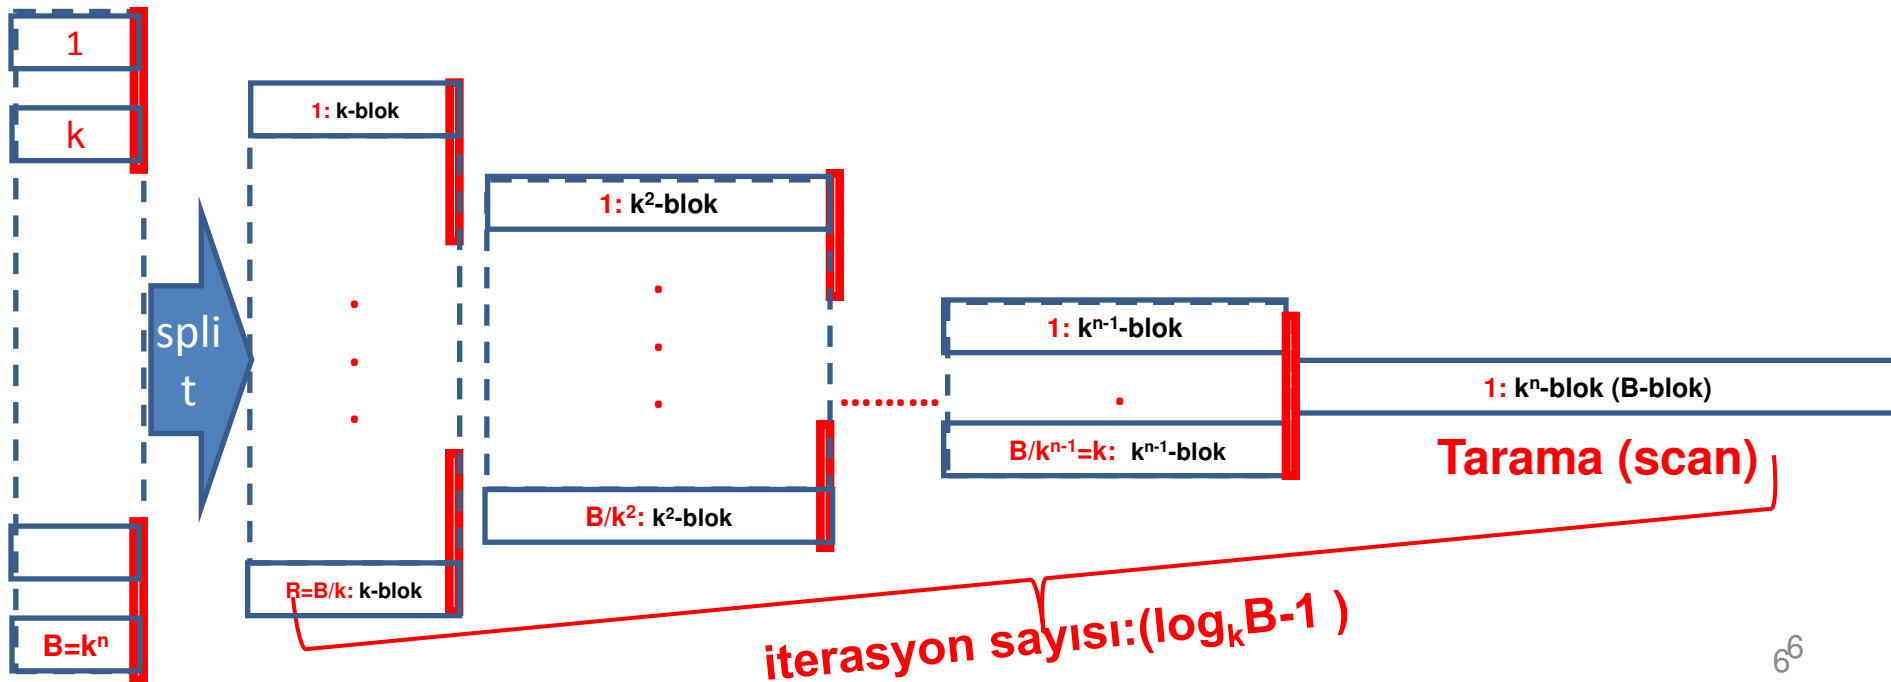 1
k
B=kⁿ
spli
t
1: k-blok
.
.
.
R=B/k: k-blok
1: k²-blok
.
.
.
B/k²: k²-blok
........
1: kⁿ⁻¹-blok
.
B/kⁿ⁻¹=k: kⁿ⁻¹-blok
1: kⁿ-blok (B-blok)
Tarama (scan)
iterasyon sayısı:(logₖB-1 )
6⁶